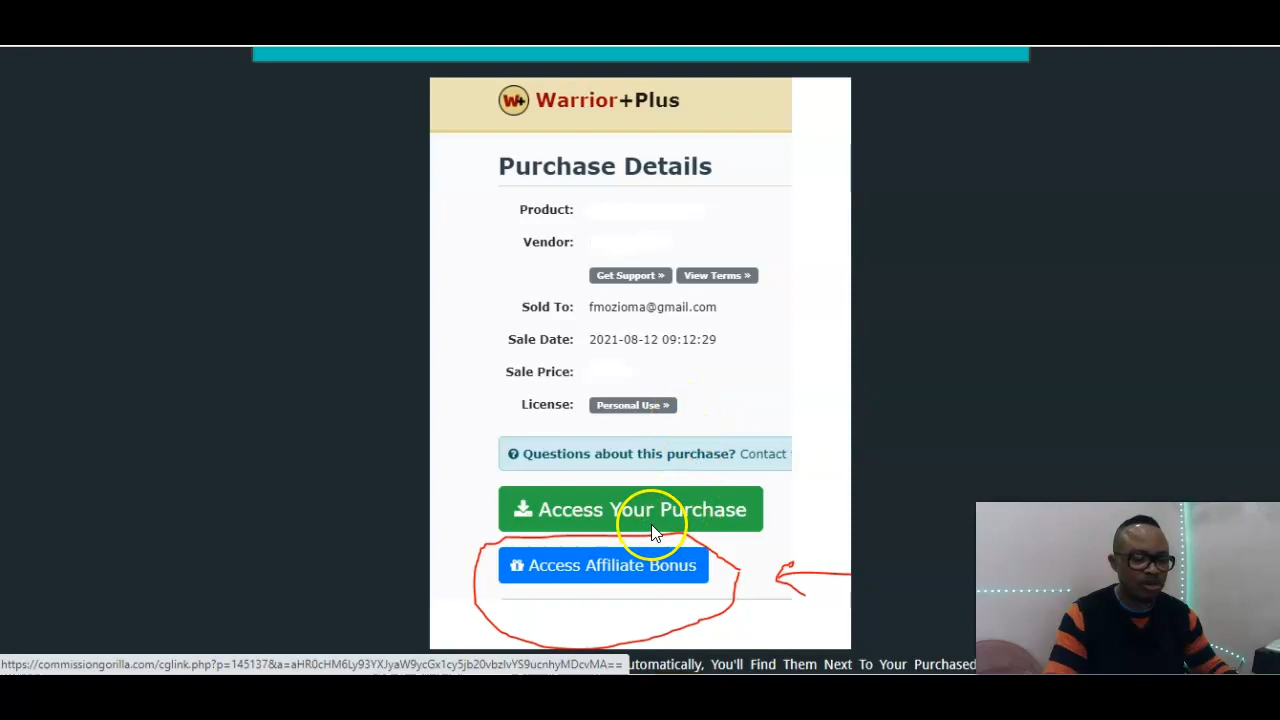 W+ Warrior+Plus
Purchase Details
Product:
Vendor:
Get Support » View Terms »
Sold To: fmozioma@gmail.com
Sale Date: 2021-08-12 09:12:29
Sale Price:
License: Personal Use »
Questions about this purchase? Contact
Access Your Purchase
Access Affiliate Bonus
https://commissiongorilla.com/cglink.php?p=145137&a=aHR0cHM6Ly93YXJyaW9ycGx1cy5jb20vbzIvYS9ucnhyMDcvMA== utomatically, You'll Find Them Next To Your Purchased